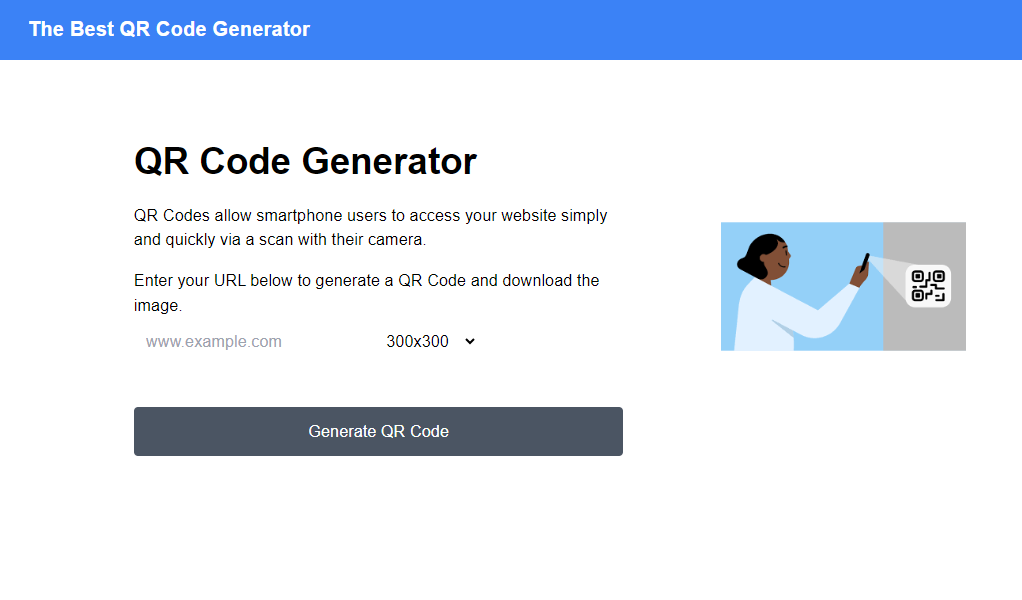 The Best QR Code Generator
QR Code Generator
QR Codes allow smartphone users to access your website simply
and quickly via a scan with their camera.
Enter your URL below to generate a QR Code and download the
image.
www.example.com
300x300
Generate QR Code